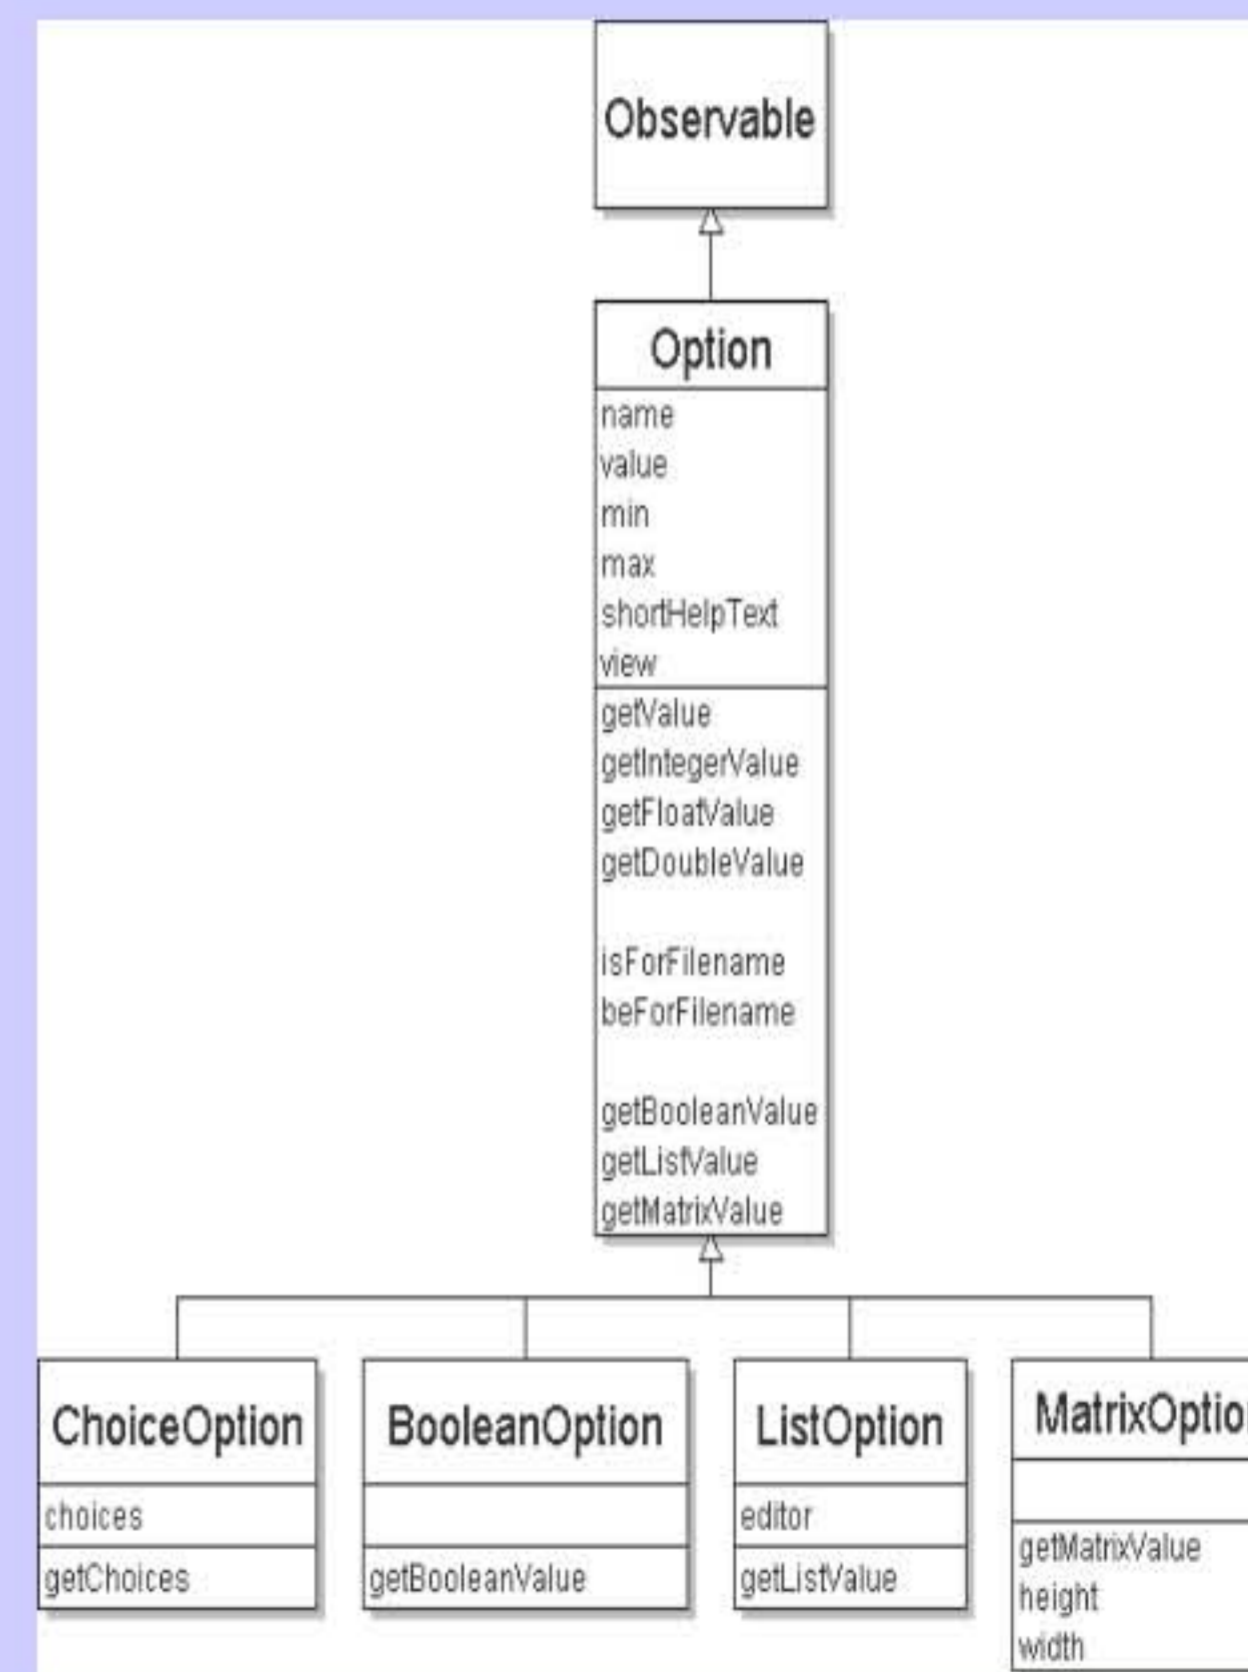 Observable
Option
name
value
min
max
shortHelpText
view
getValue
getIntegerValue
getFloatValue
getDoubleValue
isForFilename
beForFilename
getBooleanValue
getListValue
getMatrixValue
ChoiceOption
choices
getChoices
BooleanOption
getBooleanValue
ListOption
editor
getListValue
MatrixOptio
getMatrixValue
height
width